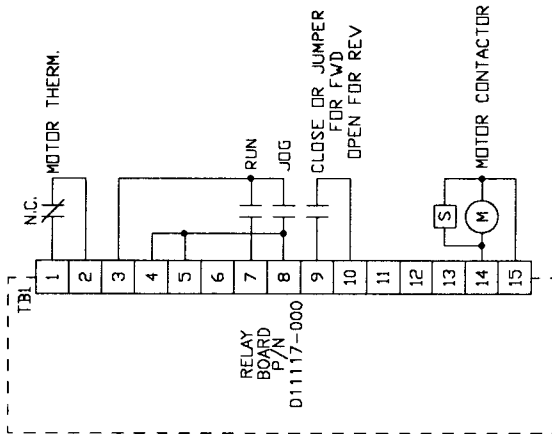 TB1
N.C.
MOTOR THERM.
1
2
3
4
5
6
7
8
9
10
11
12
13
14
15
RUN
JOG
CLOSE OR JUMPER
FOR FWD
OPEN FOR REV
S
M
MOTOR CONTACTOR
RELAY
BOARD
P/N
D11117-000